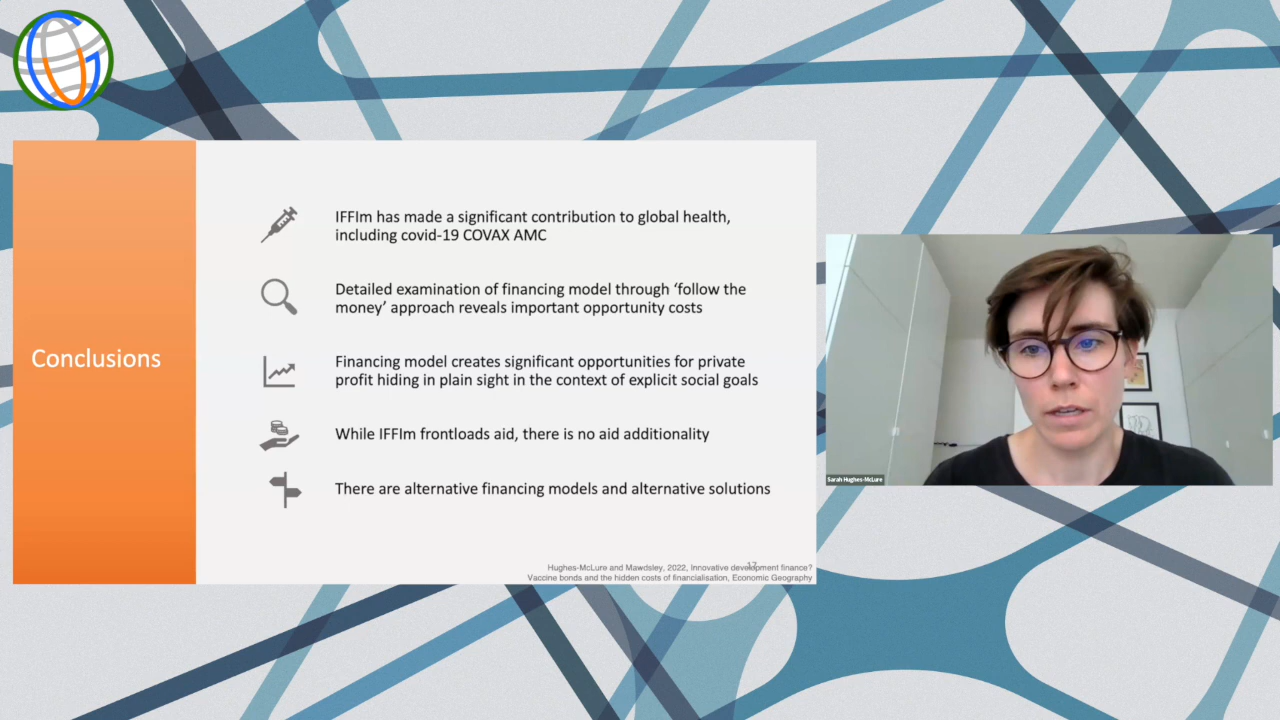 Conclusions
IFFIm has made a significant contribution to global health,
including covid-19 COVAX AMC
Detailed examination of financing model through ‘follow the
money’ approach reveals important opportunity costs
Financing model creates significant opportunities for private
profit hiding in plain sight in the context of explicit social goals
While IFFIm frontloads aid, there is no aid additionality
There are alternative financing models and alternative solutions
17
Hughes-McLure and Mawdsley, 2022, Innovative development finance?
Vaccine bonds and the hidden costs of financialisation, Economic Geography
Sarah Hughes-McLure